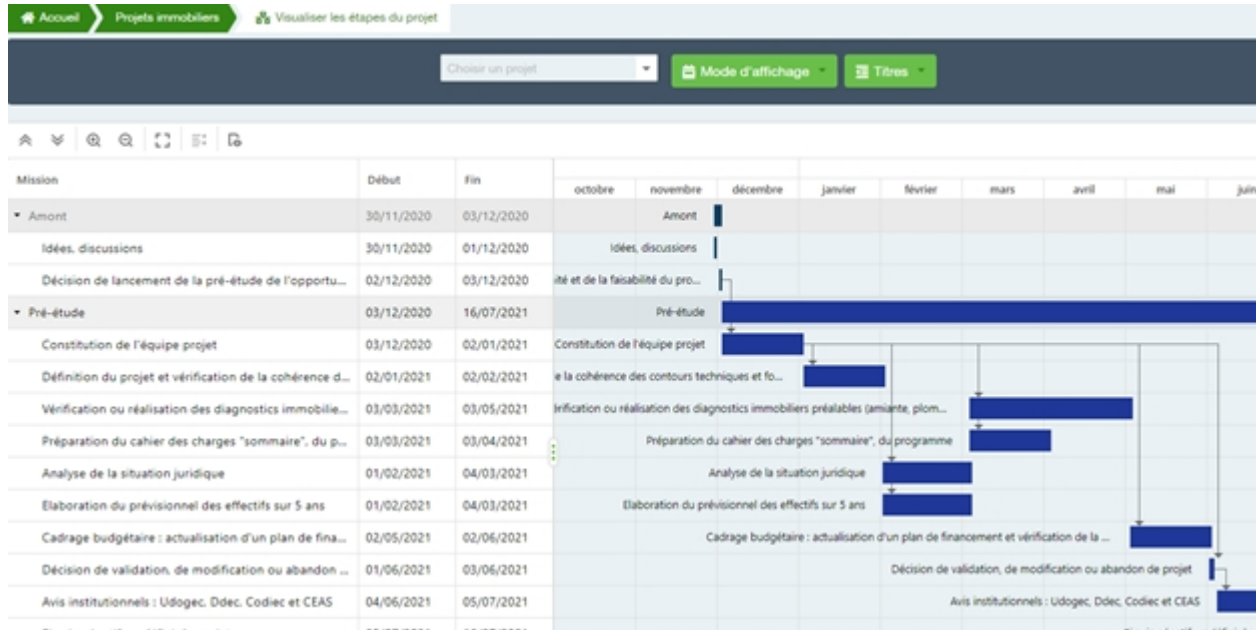 Accueil Projets immobiliers Visualiser les étapes du projet
Choisir un projet Mode d'affichage Titres
Mission Début Fin
octobre novembre décembre janvier février mars avril mai juin
Amont 30/11/2020 03/12/2020 Amont
Idées, discussions 30/11/2020 01/12/2020 Idées, discussions
Décision de lancement de la pré-étude de l'opportu... 02/12/2020 03/12/2020 ité et de la faisabilité du pro...
Pré-étude 03/12/2020 16/07/2021 Pré-étude
Constitution de l'équipe projet 03/12/2020 02/01/2021 Constitution de l'équipe projet
Définition du projet et vérification de la cohérence d... 02/01/2021 02/02/2021 e la cohérence des contours techniques et fo...
Vérification ou réalisation des diagnostics immobilie... 03/03/2021 03/05/2021 érification ou réalisation des diagnostics immobiliers préalables (amiante, plom...
Préparation du cahier des charges "sommaire", du p... 03/03/2021 03/04/2021 Préparation du cahier des charges "sommaire", du programme
Analyse de la situation juridique 01/02/2021 04/03/2021 Analyse de la situation juridique
Elaboration du prévisionnel des effectifs sur 5 ans 01/02/2021 04/03/2021 Elaboration du prévisionnel des effectifs sur 5 ans
Cadrage budgétaire : actualisation d'un plan de fina... 02/05/2021 02/06/2021 Cadrage budgétaire : actualisation d'un plan de financement et vérification de la ...
Décision de validation, de modification ou abandon ... 01/06/2021 03/06/2021 Décision de validation, de modification ou abandon de projet
Avis institutionnels : Udogec, Ddec, Codiec et CEAS 04/06/2021 05/07/2021 Avis institutionnels : Udogec, Ddec, Codiec et CEAS